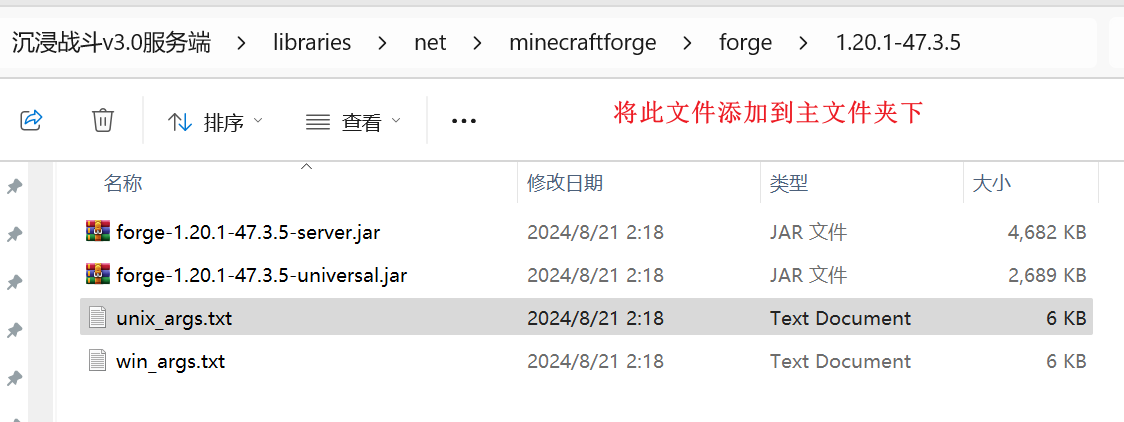 沉浸战斗v3.0服务端 > libraries > net > minecraftforge > forge > 1.20.1-47.3.5
排序 查看 ••• 将此文件添加到主文件夹下
名称 修改日期 类型 大小
forge-1.20.1-47.3.5-server.jar 2024/8/21 2:18 JAR 文件 4,682 KB
forge-1.20.1-47.3.5-universal.jar 2024/8/21 2:18 JAR 文件 2,689 KB
unix_args.txt 2024/8/21 2:18 Text Document 6 KB
win_args.txt 2024/8/21 2:18 Text Document 6 KB